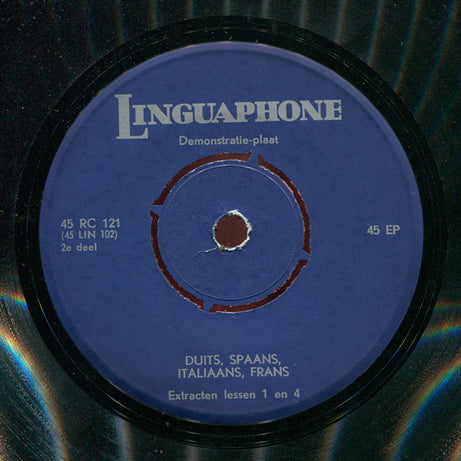 LINGUAPHONE
Demonstratie-plaat
45 RC 121
(45 LIN 102)
2e deel
45 EP
DUITS, SPAANS,
ITALIAANS, FRANS
Extracten lessen 1 en 4